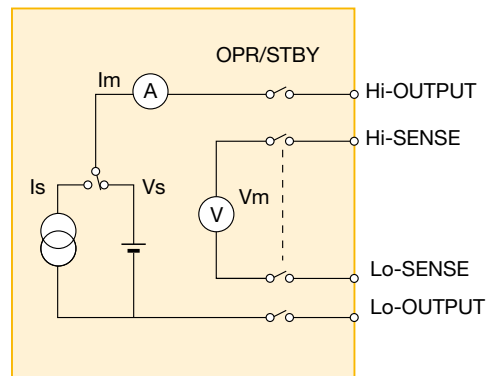 OPR/STBY
Im
A
Hi-OUTPUT
Hi-SENSE
Is
Vs
Vm
V
Lo-SENSE
Lo-OUTPUT